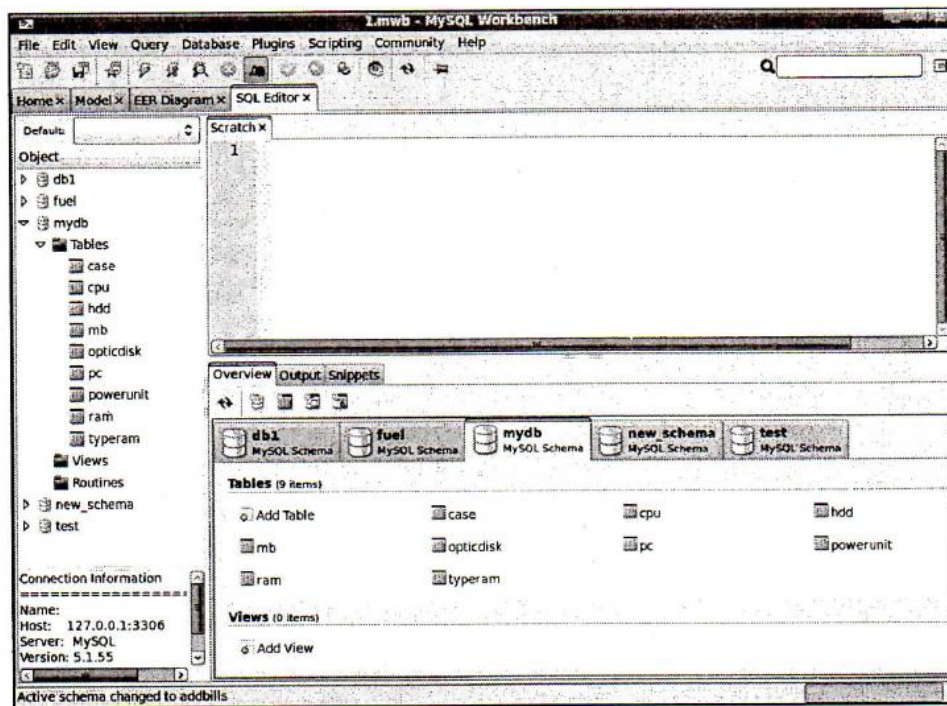 1.mwb - MySQL Workbench
File Edit View Query Database Plugins Scripting Community Help
Home × Model × EER Diagram × SQL Editor ×
Default:
Scratch ×
1
Object
db1
fuel
mydb
Tables
case
cpu
hdd
mb
opticdisk
pc
powerunit
ram
typeram
Views
Routines
new_schema
test
Connection Information
====================
Name:
Host: 127.0.0.1:3306
Server: MySQL
Version: 5.1.55
Overview Output Snippets
db1
MySQL Schema
fuel
MySQL Schema
mydb
MySQL Schema
new_schema
MySQL Schema
test
MySQL Schema
Tables (9 items)
Add Table case cpu hdd
mb opticdisk pc powerunit
ram typeram
Views (0 items)
Add View
Active schema changed to addbills